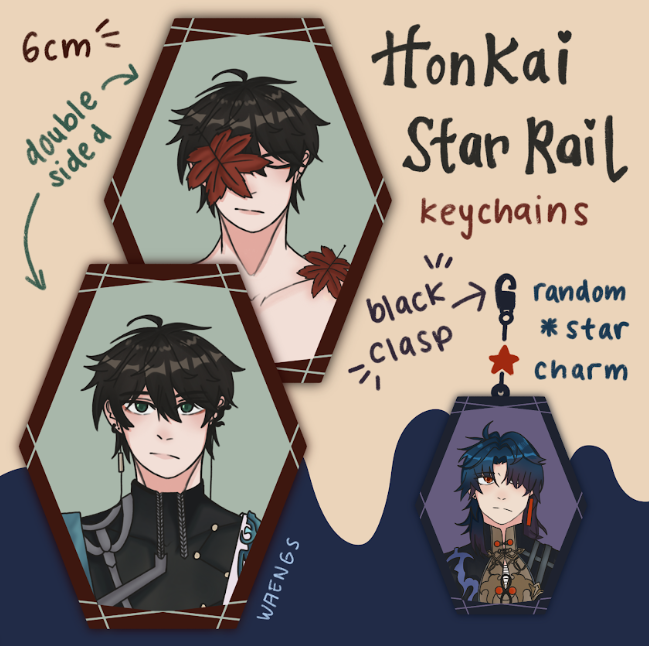 6cm
Honkai
Star Rail
keychains
double
sided
black
clasp
random
*star
charm
WAENGS